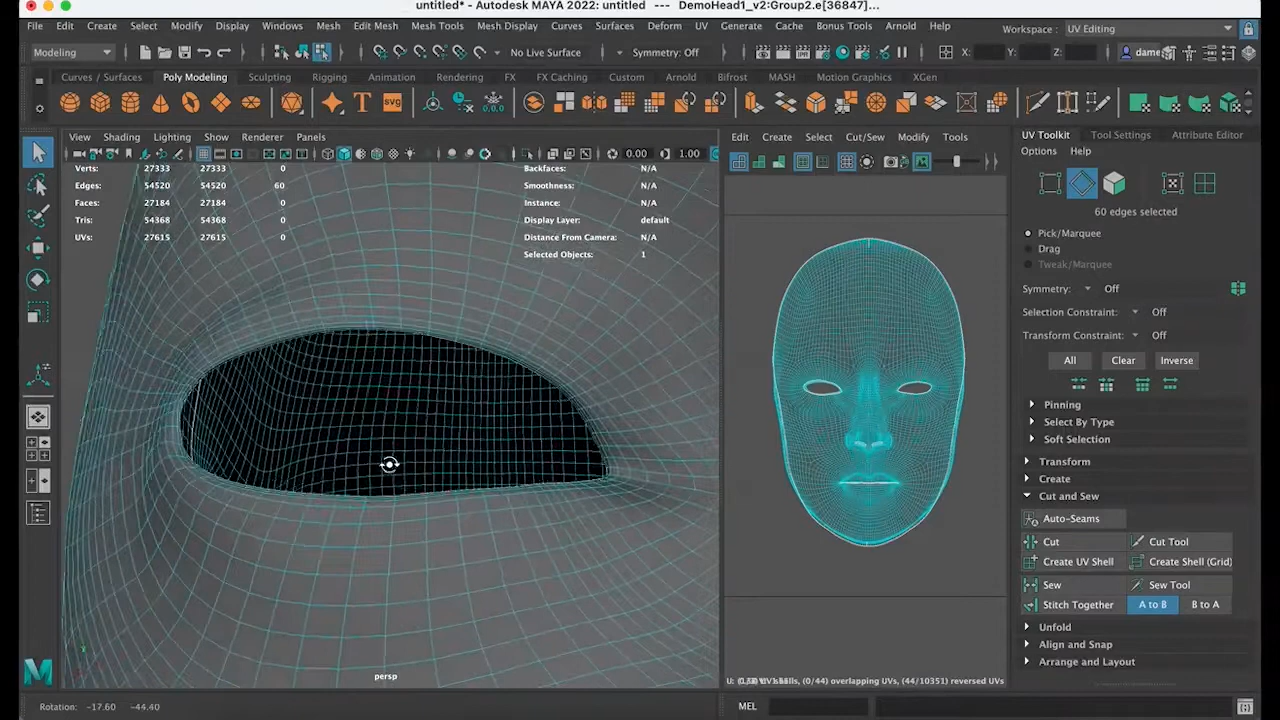 untitled* - Autodesk MAYA 2022: untitled --- DemoHead1_v2:Group2.e[36847]...
File Edit Create Select Modify Display Windows Mesh Edit Mesh Mesh Tools Mesh Display Curves Surfaces Deform UV Generate Cache Arnold Help Workspace : UV Editing
Modeling No Live Surface Symmetry: Off X: Y: Z: dame
Curves / Surfaces Poly Modeling Sculpting Rigging Animation Rendering FX FX Caching Custom Arnold Bifrost MASH Motion Graphics XGen
View Shading Lighting Show Renderer Panels
0.00 1.00
Verts: 27333 27333 0
Edges: 54520 54520 60
Faces: 27184 27184 0
Tris: 54368 54368 0
UVs: 27615 27615 0
Backfaces: N/A
Smoothness: N/A
Instance: N/A
Display Layer: default
Distance From Camera: N/A
Selected Objects: 1
persp
Edit Create Select Cut/Sew Modify Tools
(0/44) overlapping UVs, (44/10351) reversed UVs
UV Toolkit Tool Settings Attribute Editor
Options Help
60 edges selected
Pick/Marquee
Drag
Tweak/Marquee
Symmetry: Off
Selection Constraint: Off
Transform Constraint: Off
All Clear Inverse
Pinning
Select By Type
Soft Selection
Transform
Create
Cut and Sew
Auto-Seams
Cut Cut Tool
Create UV Shell Create Shell (Grid)
Sew Sew Tool
Stitch Together A to B B to A
Unfold
Align and Snap
Arrange and Layout
Rotation: -17.60 -44.40
MEL